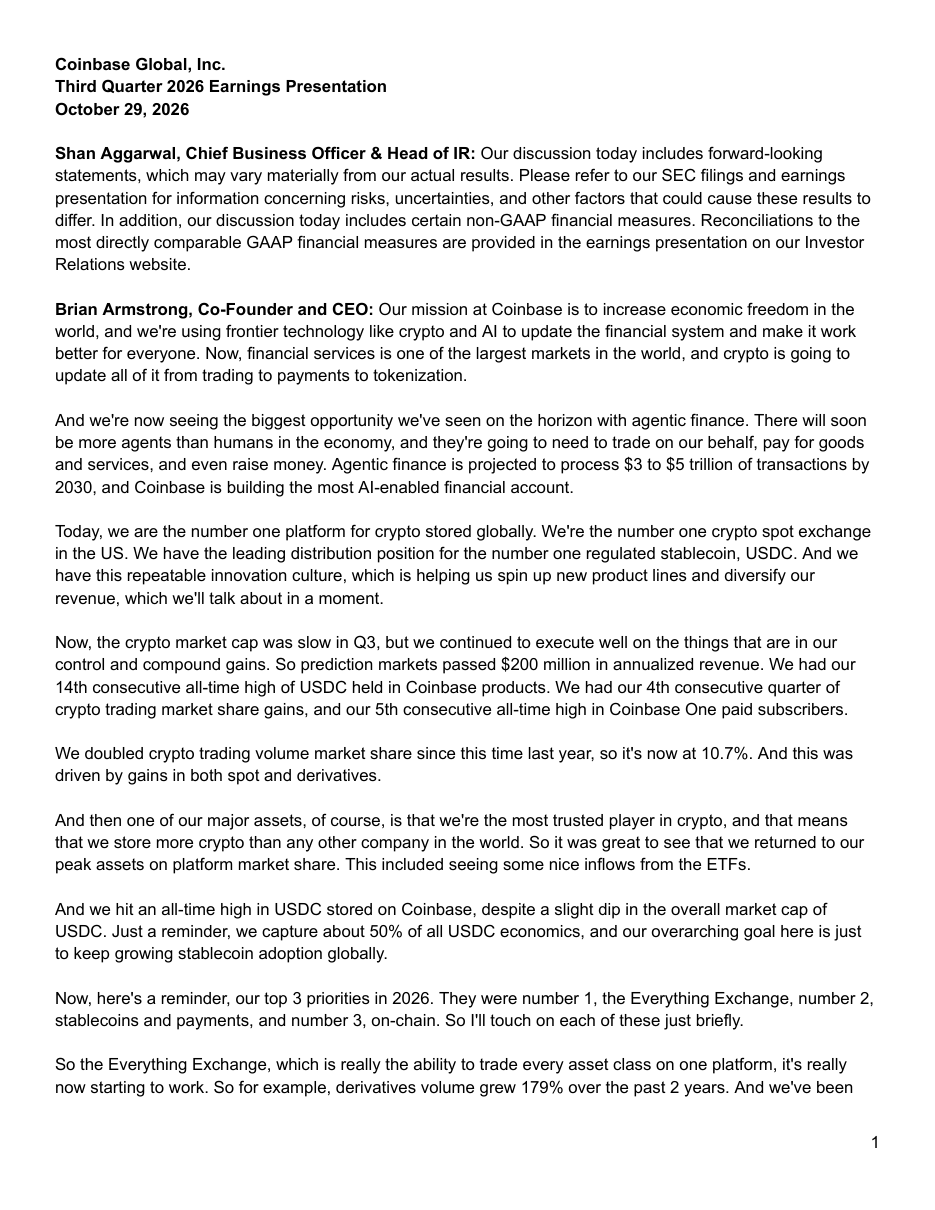 Coinbase Global, Inc.
Third Quarter 2026 Earnings Presentation
October 29, 2026
Shan Aggarwal, Chief Business Officer & Head of IR: Our discussion today includes forward-looking
statements, which may vary materially from our actual results. Please refer to our SEC filings and earnings
presentation for information concerning risks, uncertainties, and other factors that could cause these results to
differ. In addition, our discussion today includes certain non-GAAP financial measures. Reconciliations to the
most directly comparable GAAP financial measures are provided in the earnings presentation on our Investor
Relations website.
Brian Armstrong, Co-Founder and CEO: Our mission at Coinbase is to increase economic freedom in the
world, and we're using frontier technology like crypto and AI to update the financial system and make it work
better for everyone. Now, financial services is one of the largest markets in the world, and crypto is going to
update all of it from trading to payments to tokenization.
And we're now seeing the biggest opportunity we've seen on the horizon with agentic finance. There will soon
be more agents than humans in the economy, and they're going to need to trade on our behalf, pay for goods
and services, and even raise money. Agentic finance is projected to process $3 to $5 trillion of transactions by
2030, and Coinbase is building the most AI-enabled financial account.
Today, we are the number one platform for crypto stored globally. We're the number one crypto spot exchange
in the US. We have the leading distribution position for the number one regulated stablecoin, USDC. And we
have this repeatable innovation culture, which is helping us spin up new product lines and diversify our
revenue, which we'll talk about in a moment.
Now, the crypto market cap was slow in Q3, but we continued to execute well on the things that are in our
control and compound gains. So prediction markets passed $200 million in annualized revenue. We had our
14th consecutive all-time high of USDC held in Coinbase products. We had our 4th consecutive quarter of
crypto trading market share gains, and our 5th consecutive all-time high in Coinbase One paid subscribers.
We doubled crypto trading volume market share since this time last year, so it's now at 10.7%. And this was
driven by gains in both spot and derivatives.
And then one of our major assets, of course, is that we're the most trusted player in crypto, and that means
that we store more crypto than any other company in the world. So it was great to see that we returned to our
peak assets on platform market share. This included seeing some nice inflows from the ETFs.
And we hit an all-time high in USDC stored on Coinbase, despite a slight dip in the overall market cap of
USDC. Just a reminder, we capture about 50% of all USDC economics, and our overarching goal here is just
to keep growing stablecoin adoption globally.
Now, here's a reminder, our top 3 priorities in 2026. They were number 1, the Everything Exchange, number 2,
stablecoins and payments, and number 3, on-chain. So I'll touch on each of these just briefly.
So the Everything Exchange, which is really the ability to trade every asset class on one platform, it's really
now starting to work. So for example, derivatives volume grew 179% over the past 2 years. And we've been
1